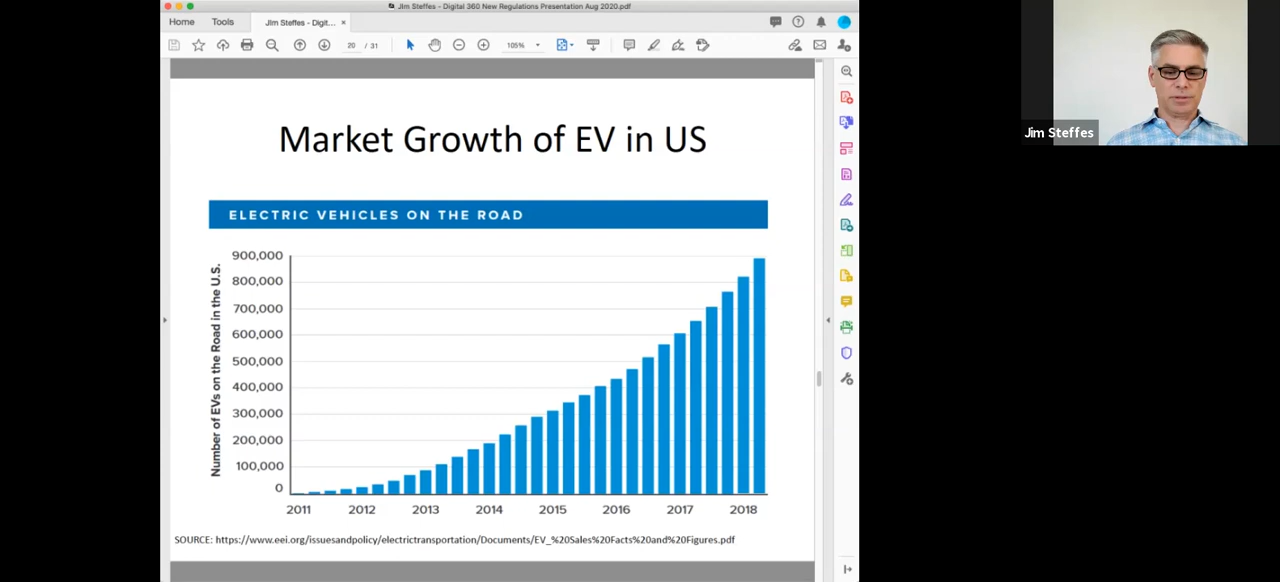 Jim Steffes - Digital 360 New Regulations Presentation Aug 2020.pdf
Home Tools Jim Steffes - Digit... ×
20 / 31 105%
Market Growth of EV in US
ELECTRIC VEHICLES ON THE ROAD
Number of EVs on the Road in the U.S.
900,000
800,000
700,000
600,000
500,000
400,000
300,000
200,000
100,000
0
2011 2012 2013 2014 2015 2016 2017 2018
SOURCE: https://www.eei.org/issuesandpolicy/electrictransportation/Documents/EV_%20Sales%20Facts%20and%20Figures.pdf
Jim Steffes